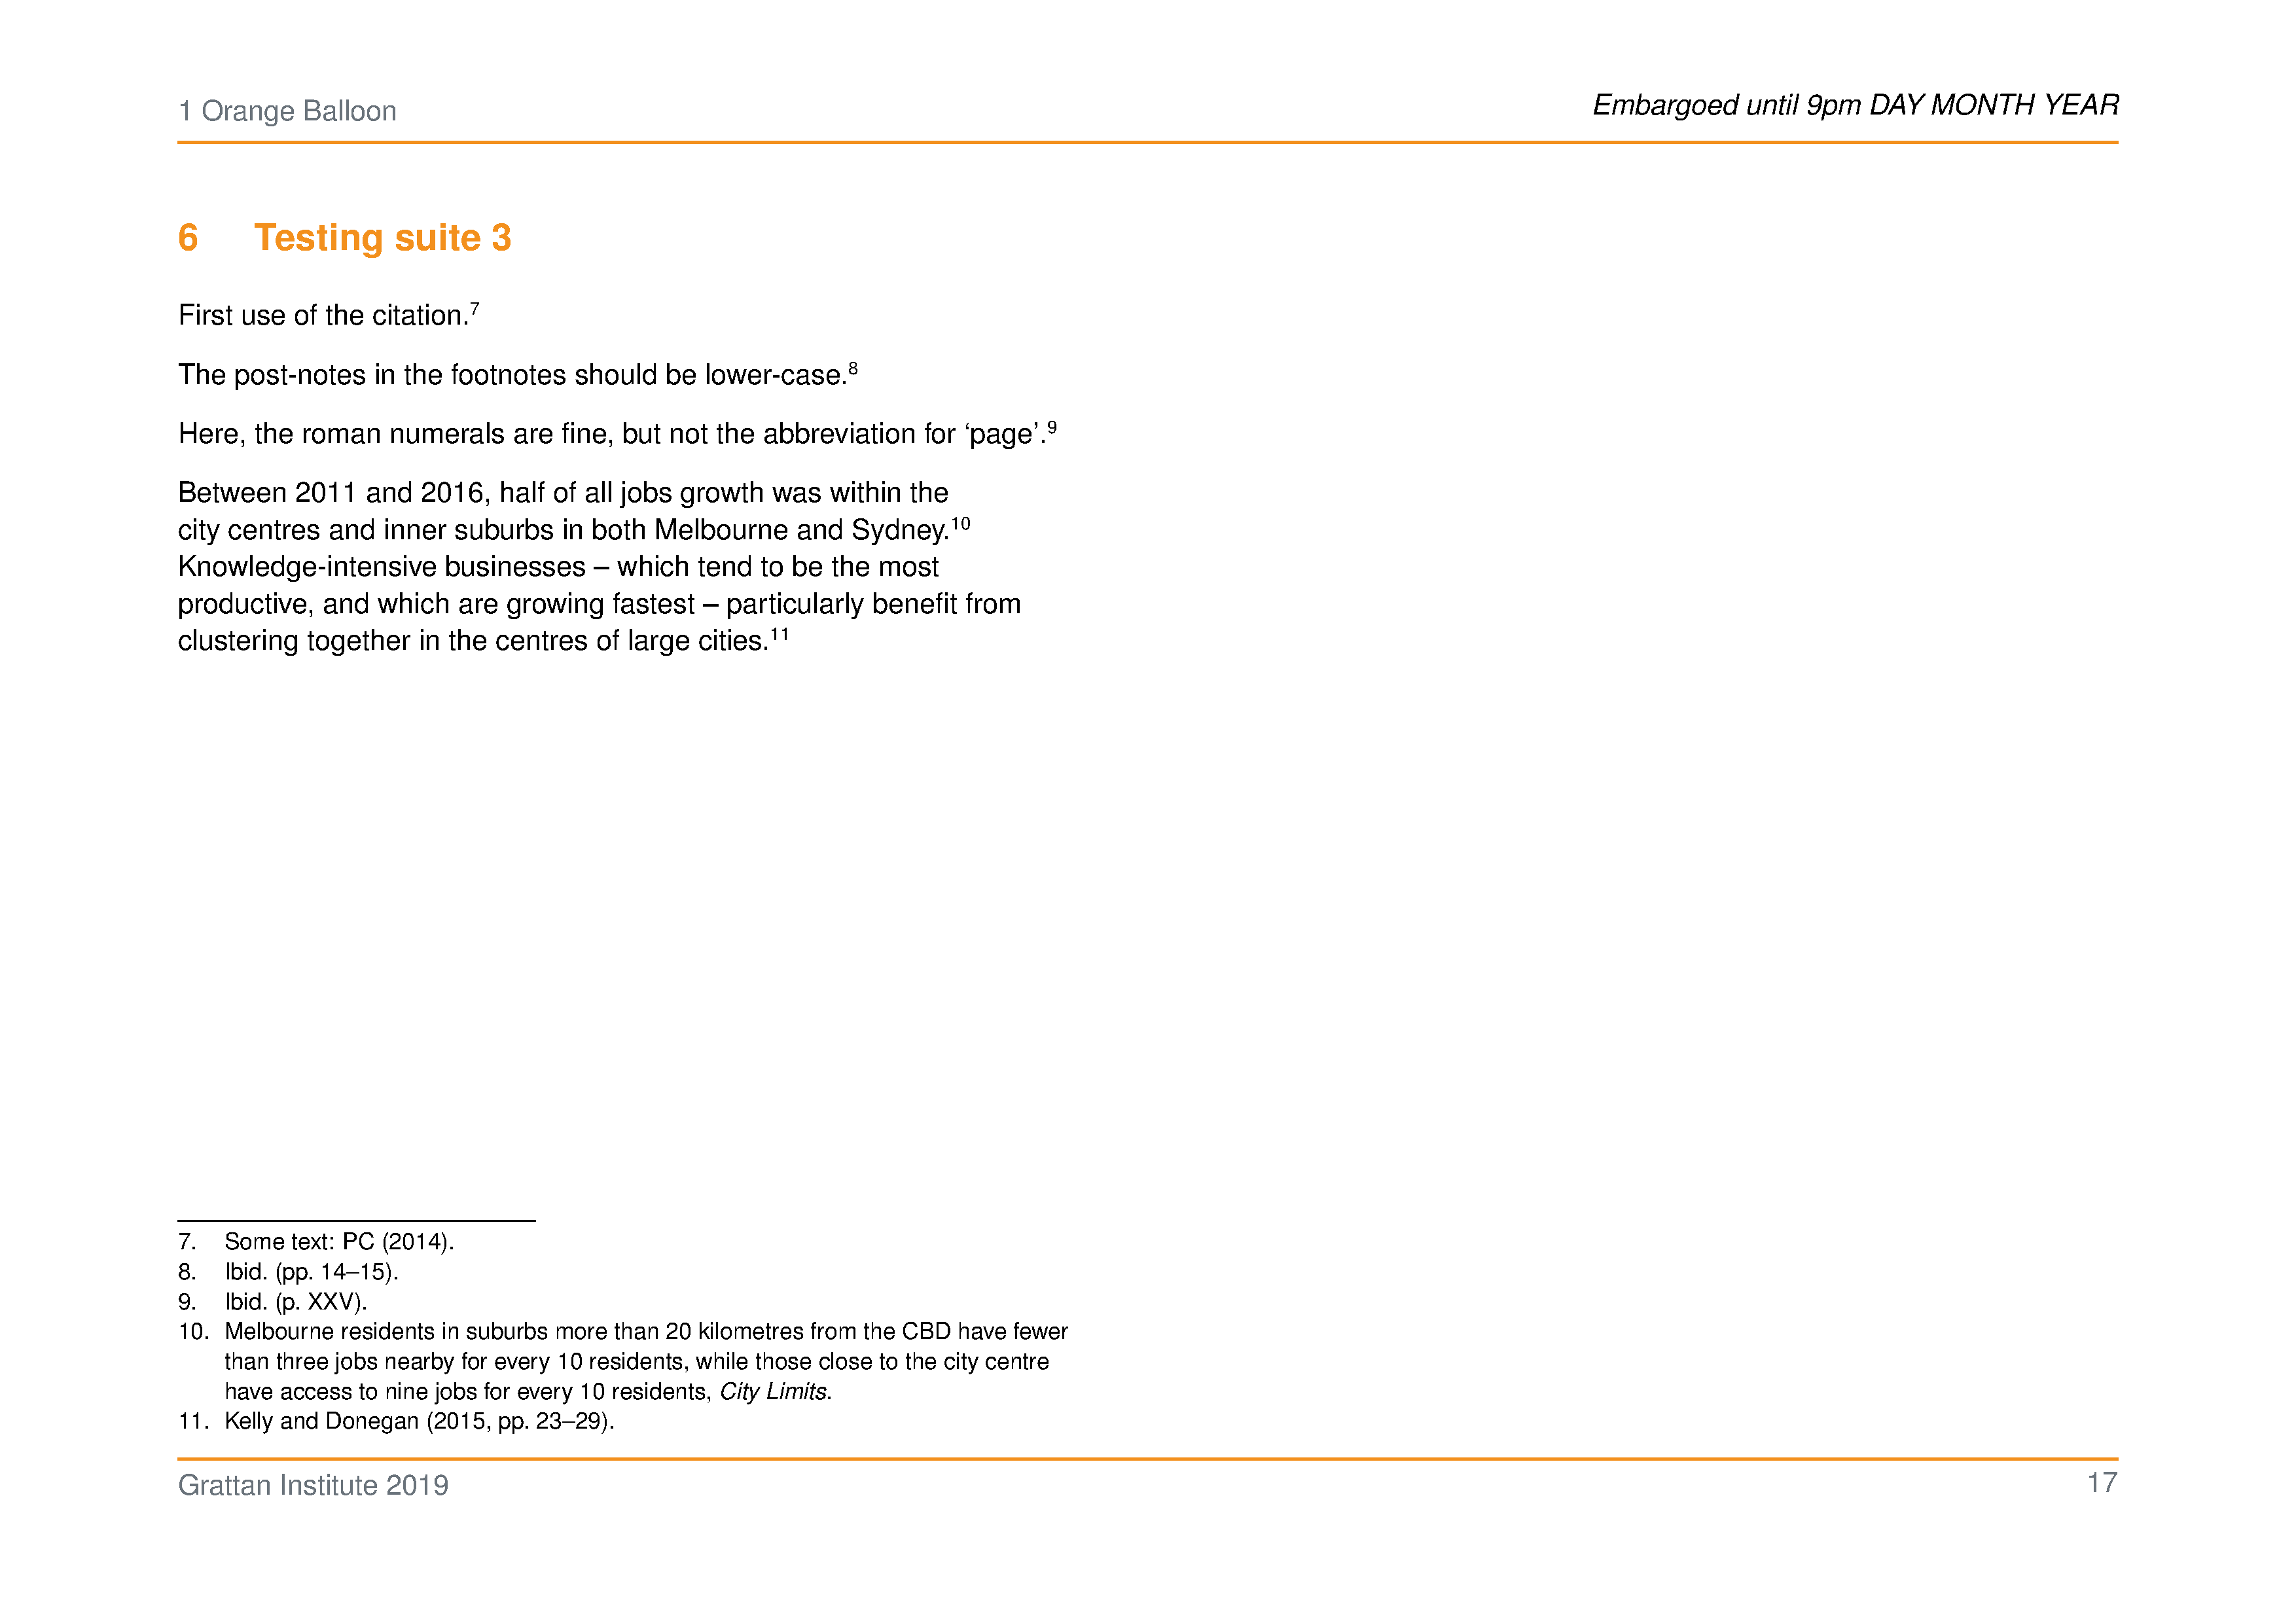 1 Orange Balloon
Embargoed until 9pm DAY MONTH YEAR
6 Testing suite 3
First use of the citation.7
The post-notes in the footnotes should be lower-case.8
Here, the roman numerals are fine, but not the abbreviation for ‘page’.9
Between 2011 and 2016, half of all jobs growth was within the
city centres and inner suburbs in both Melbourne and Sydney.10
Knowledge-intensive businesses – which tend to be the most
productive, and which are growing fastest – particularly benefit from
clustering together in the centres of large cities.11
7. Some text: PC (2014).
8. Ibid. (pp. 14–15).
9. Ibid. (p. XXV).
10. Melbourne residents in suburbs more than 20 kilometres from the CBD have fewer
than three jobs nearby for every 10 residents, while those close to the city centre
have access to nine jobs for every 10 residents, City Limits.
11. Kelly and Donegan (2015, pp. 23–29).
Grattan Institute 2019
17